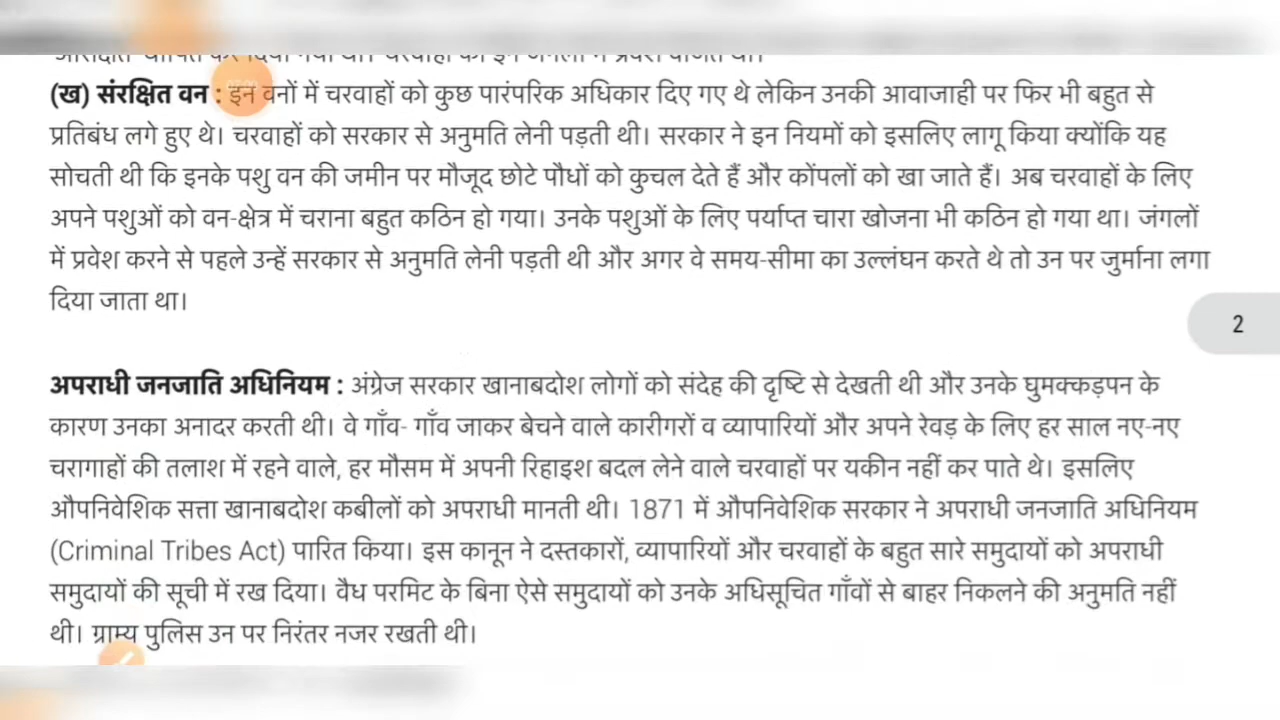 (ख) संरक्षित वन : इन वनों में चरवाहों को कुछ पारंपरिक अधिकार दिए गए थे लेकिन उनकी आवाजाही पर फिर भी बहुत से
प्रतिबंध लगे हुए थे। चरवाहों को सरकार से अनुमति लेनी पड़ती थी। सरकार ने इन नियमों को इसलिए लागू किया क्योंकि यह
सोचती थी कि इनके पशु वन की जमीन पर मौजूद छोटे पौधों को कुचल देते हैं और कोंपलों को खा जाते हैं। अब चरवाहों के लिए
अपने पशुओं को वन-क्षेत्र में चराना बहुत कठिन हो गया। उनके पशुओं के लिए पर्याप्त चारा खोजना भी कठिन हो गया था। जंगलों
में प्रवेश करने से पहले उन्हें सरकार से अनुमति लेनी पड़ती थी और अगर वे समय-सीमा का उल्लंघन करते थे तो उन पर जुर्माना लगा
दिया जाता था।
2
अपराधी जनजाति अधिनियम : अंग्रेज सरकार खानाबदोश लोगों को संदेह की दृष्टि से देखती थी और उनके घुमक्कड़पन के
कारण उनका अनादर करती थी। वे गाँव- गाँव जाकर बेचने वाले कारीगरों व व्यापारियों और अपने रेवड़ के लिए हर साल नए-नए
चरागाहों की तलाश में रहने वाले, हर मौसम में अपनी रिहाइश बदल लेने वाले चरवाहों पर यकीन नहीं कर पाते थे। इसलिए
औपनिवेशिक सत्ता खानाबदोश कबीलों को अपराधी मानती थी। 1871 में औपनिवेशिक सरकार ने अपराधी जनजाति अधिनियम
(Criminal Tribes Act) पारित किया। इस कानून ने दस्तकारों, व्यापारियों और चरवाहों के बहुत सारे समुदायों को अपराधी
समुदायों की सूची में रख दिया। वैध परमिट के बिना ऐसे समुदायों को उनके अधिसूचित गाँवों से बाहर निकलने की अनुमति नहीं
थी। ग्राम्य पुलिस उन पर निरंतर नजर रखती थी।